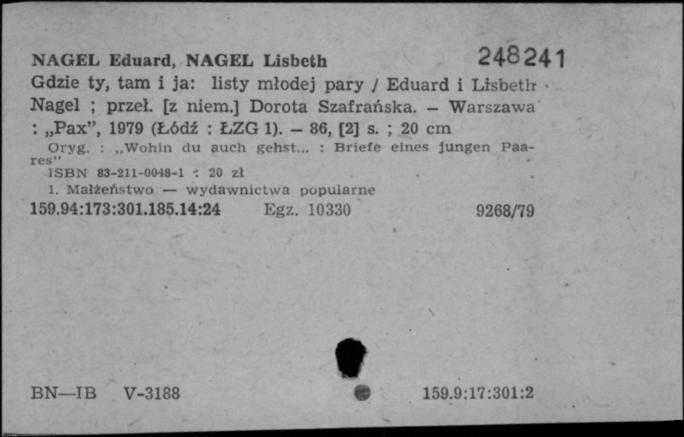 NAGEL Eduard, NAGEL Lisbeth 248241
Gdzie ty, tam i ja: listy młodej pary / Eduard i Lisbeth
Nagel ; przeł. [z niem.] Dorota Szafrańska. — Warszawa
: „Pax”, 1979 (Łódź : ŁZG 1). — 86, [2] s. ; 20 cm
Oryg. : „Wohin du auch gehst... : Briefe eines jungen Paa-
res”
ISBN 83-211-0048-1 : 20 zł
1. Małżeństwo — wydawnictwa popularne
159.94:173:301.185.14:24 Egz. 10330 9268/79
BN—IB V-3188 159.9:17:301:2